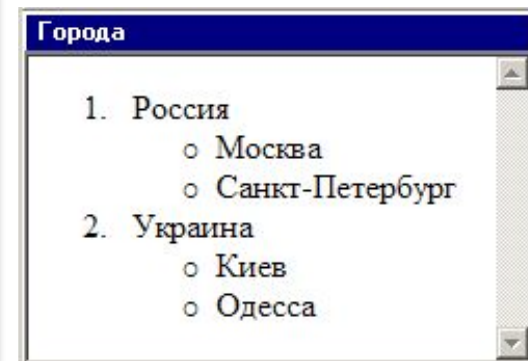 Города
1. Россия
○ Москва
○ Санкт-Петербург
2. Украина
○ Киев
○ Одесса